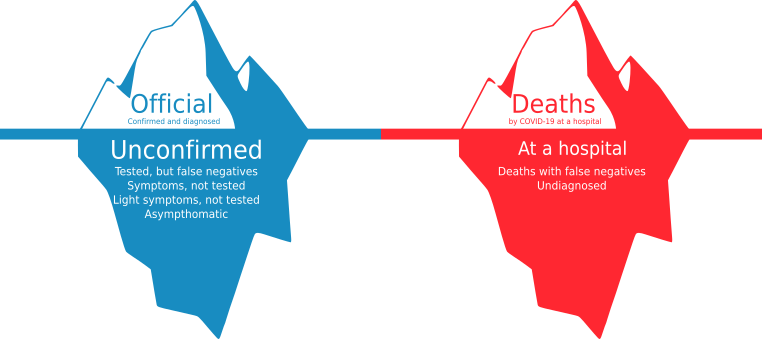 Official
Confirmed and diagnosed
Unconfirmed
Tested, but false negatives
Symptoms, not tested
Light symptoms, not tested
Asympthomatic
Deaths
by COVID-19 at a hospital
At a hospital
Deaths with false negatives
Undiagnosed